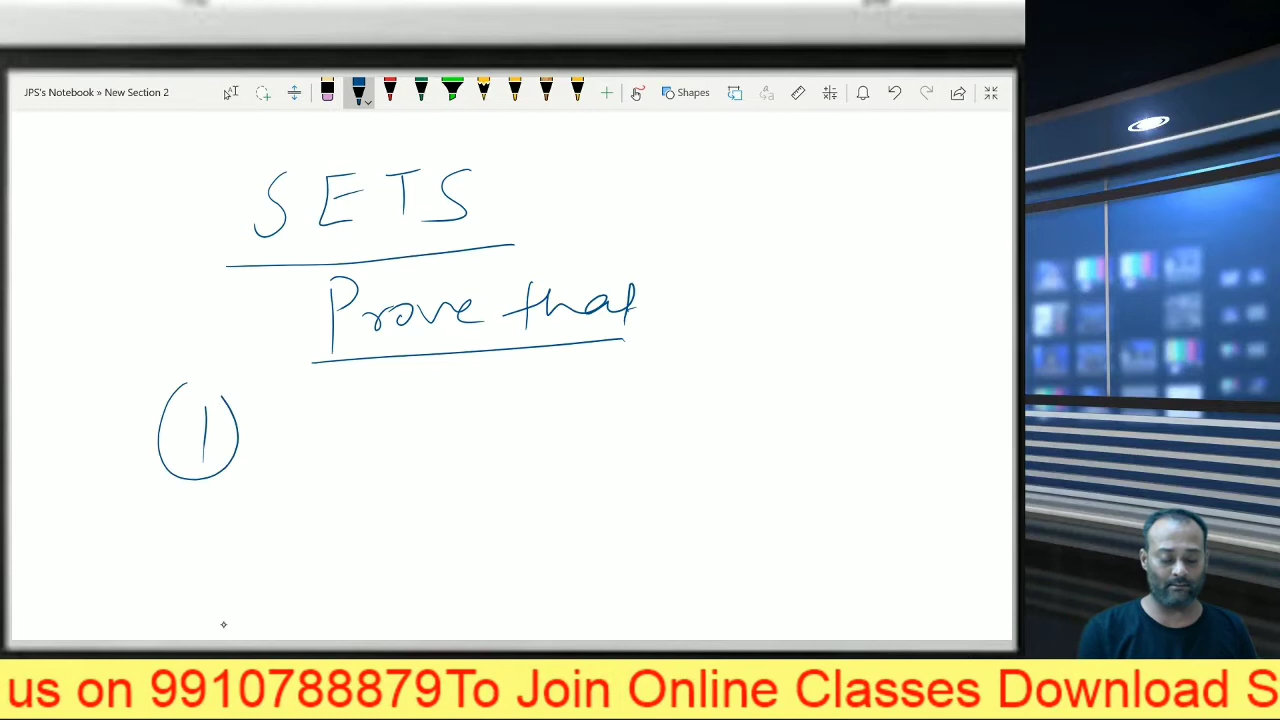 JPS's Notebook » New Section 2
Shapes
SETS
Prove that
1
us on 9910788879To Join Online Classes Download S